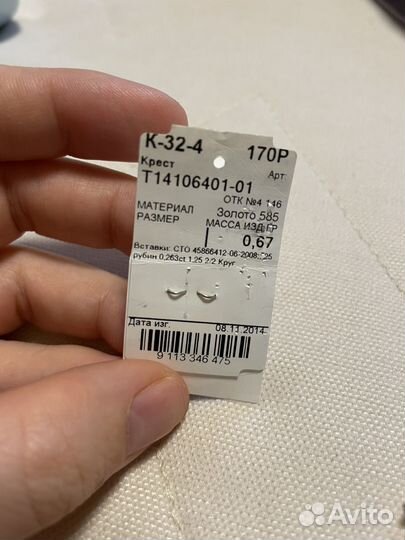 К-32-4 170Р
Крест Арт
Т14106401-01
ОТК №4 146
МАТЕРИАЛ Золото 585
РАЗМЕР МАССА ИЗД ГР
0,67
Вставки: СТО 45866412-06-2008:
рубин 0,263ct 1,25 2/2 Круг
Дата изг. 08.11.2014
9 113 346 475
Avito